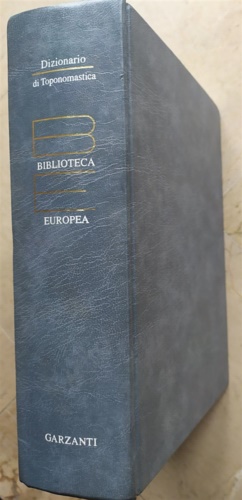 Dizionario
di Toponomastica
BIBLIOTECA
EUROPEA
GARZANTI